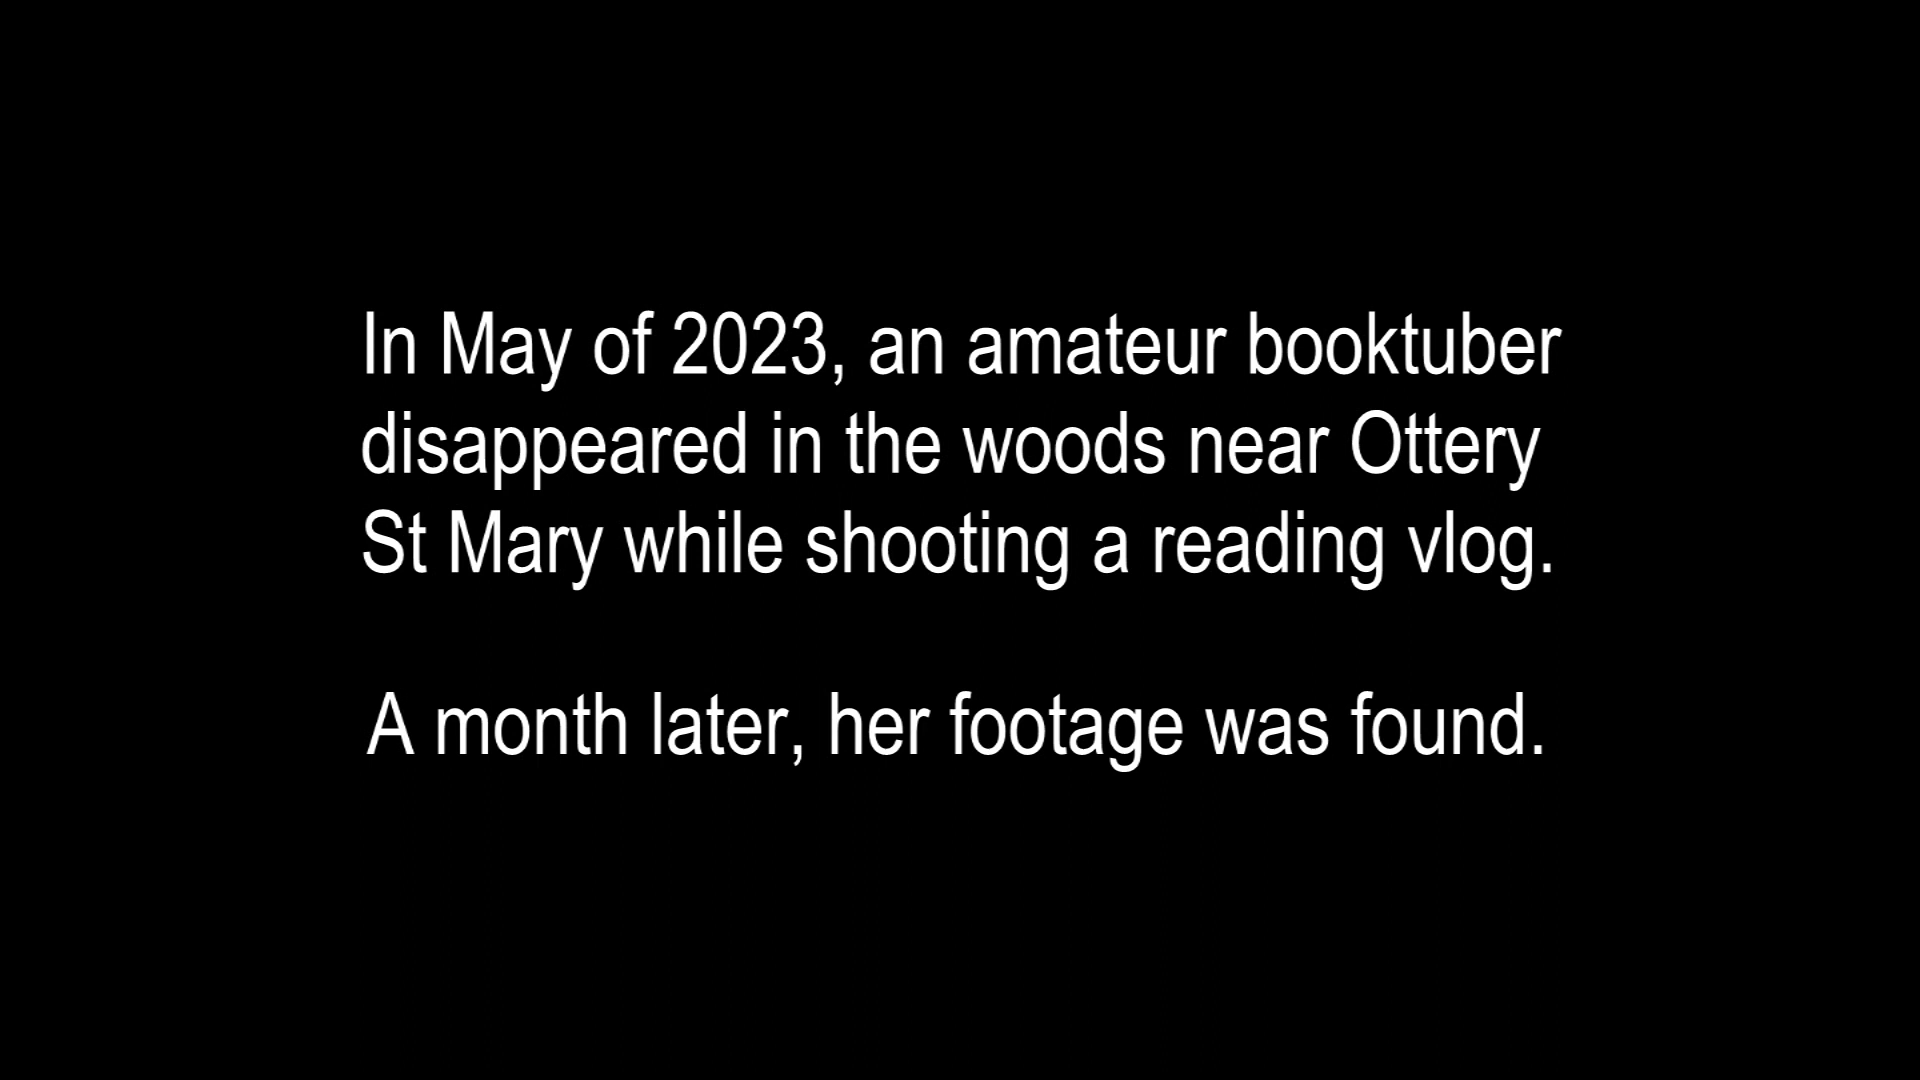 In May of 2023, an amateur booktuber
disappeared in the woods near Ottery
St Mary while shooting a reading vlog.
A month later, her footage was found.